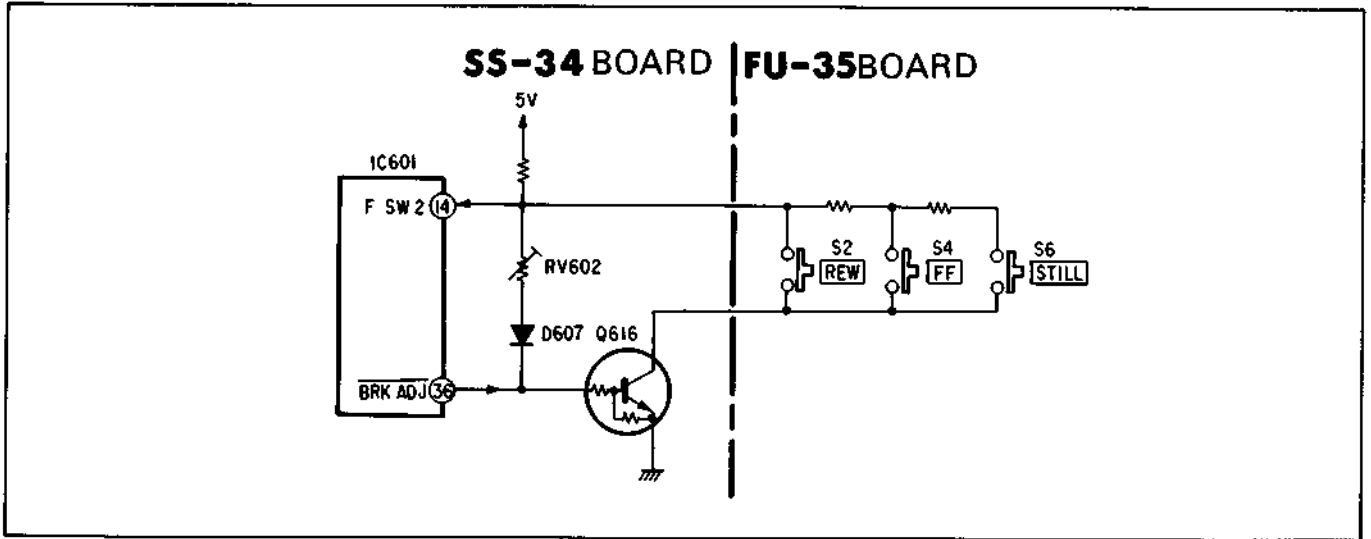 SS-34 BOARD FU-35BOARD
5V
IC601
F SW 2 14
S2 S4 S6
REW FF STILL
RV602
D607 Q616
BRK ADJ 36